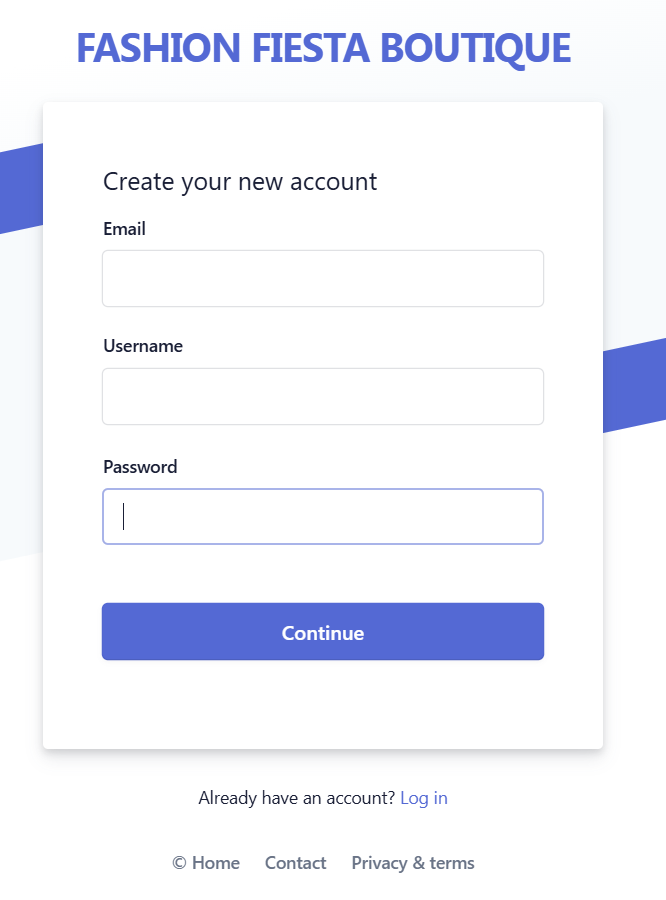 FASHION FIESTA BOUTIQUE
Create your new account
Email
Username
Password
Continue
Already have an account? Log in
© Home Contact Privacy & terms